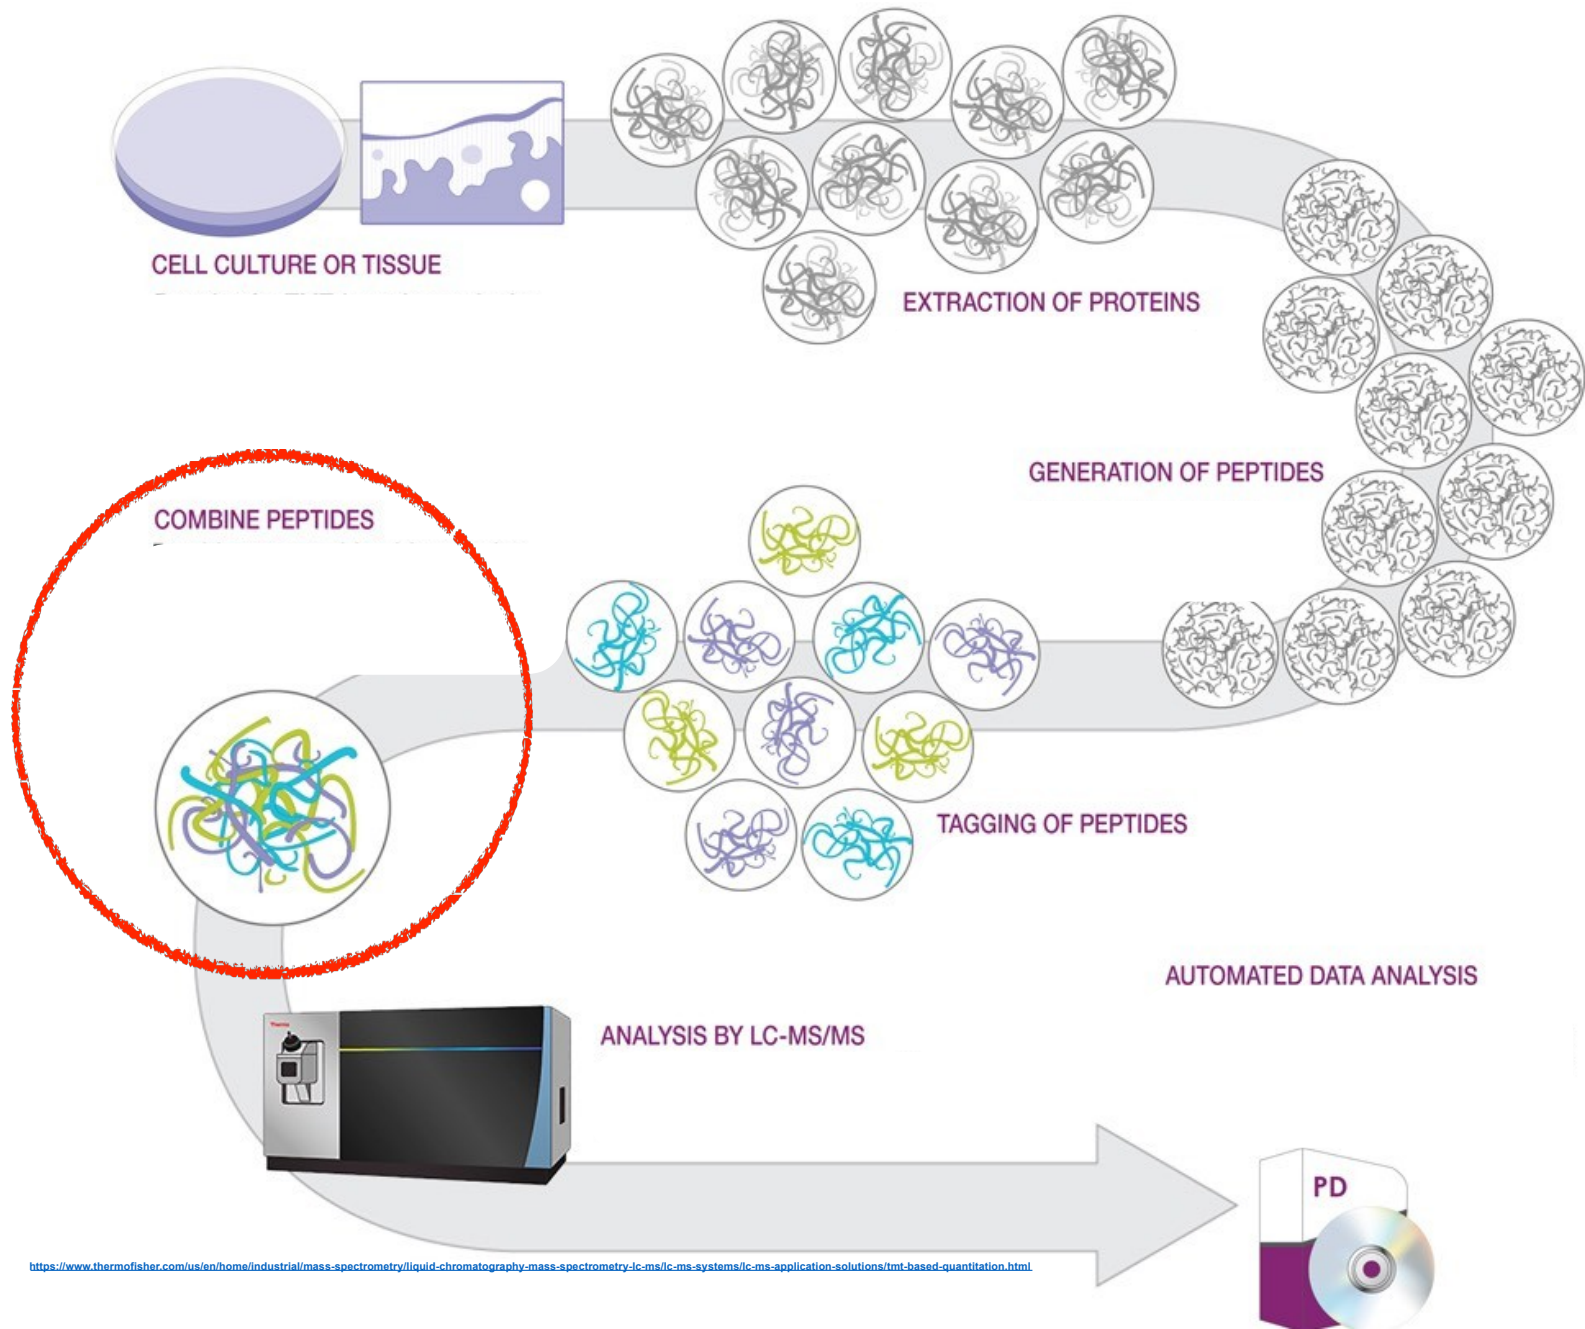 CELL CULTURE OR TISSUE
EXTRACTION OF PROTEINS
GENERATION OF PEPTIDES
COMBINE PEPTIDES
TAGGING OF PEPTIDES
AUTOMATED DATA ANALYSIS
Thermo
ANALYSIS BY LC-MS/MS
PD
https://www.thermofisher.com/us/en/home/industrial/mass-spectrometry/liquid-chromatography-mass-spectrometry-lc-ms/lc-ms-systems/lc-ms-application-solutions/tmt-based-quantitation.html